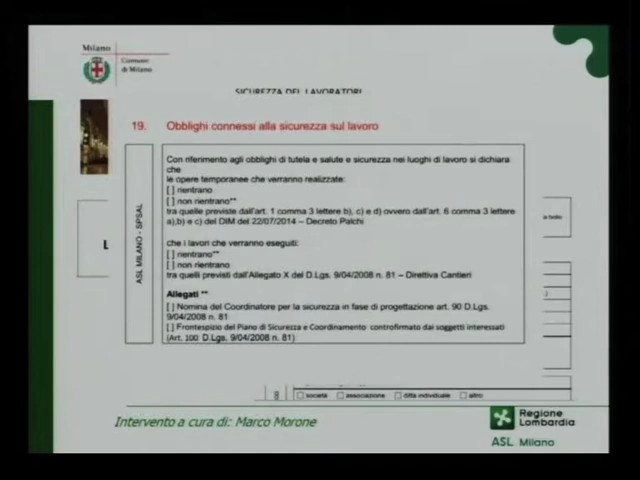 Milano
Comune
di Milano
SICUREZZA DEI LAVORATORI
19. Obblighi connessi alla sicurezza sul lavoro
ASL MILANO - SPSAL
Con riferimento agli obblighi di tutela e salute e sicurezza nei luoghi di lavoro si dichiara
che
le opere temporanee che verranno realizzate:
[ ] rientrano
[ ] non rientrano**
tra quelle previste dall'art. 1 comma 3 lettere b), c) e d) ovvero dall'art. 6 comma 3 lettere
a),b) e c) del DIM del 22/07/2014 – Decreto Palchi
che i lavori che verranno eseguiti:
[ ] rientrano**
[ ] non rientrano
tra quelli previsti dall'Allegato X del D.Lgs. 9/04/2008 n. 81 – Direttiva Cantieri
Allegati **
[ ] Nomina del Coordinatore per la sicurezza in fase di progettazione art. 90 D.Lgs.
9/04/2008 n. 81
[ ] Frontespizio del Piano di Sicurezza e Coordinamento controfirmato dai soggetti interessati
(Art. 100 D.Lgs. 9/04/2008 n. 81)
L
società associazione ditta individuale altro
Intervento a cura di: Marco Morone
Regione
Lombardia
ASL Milano